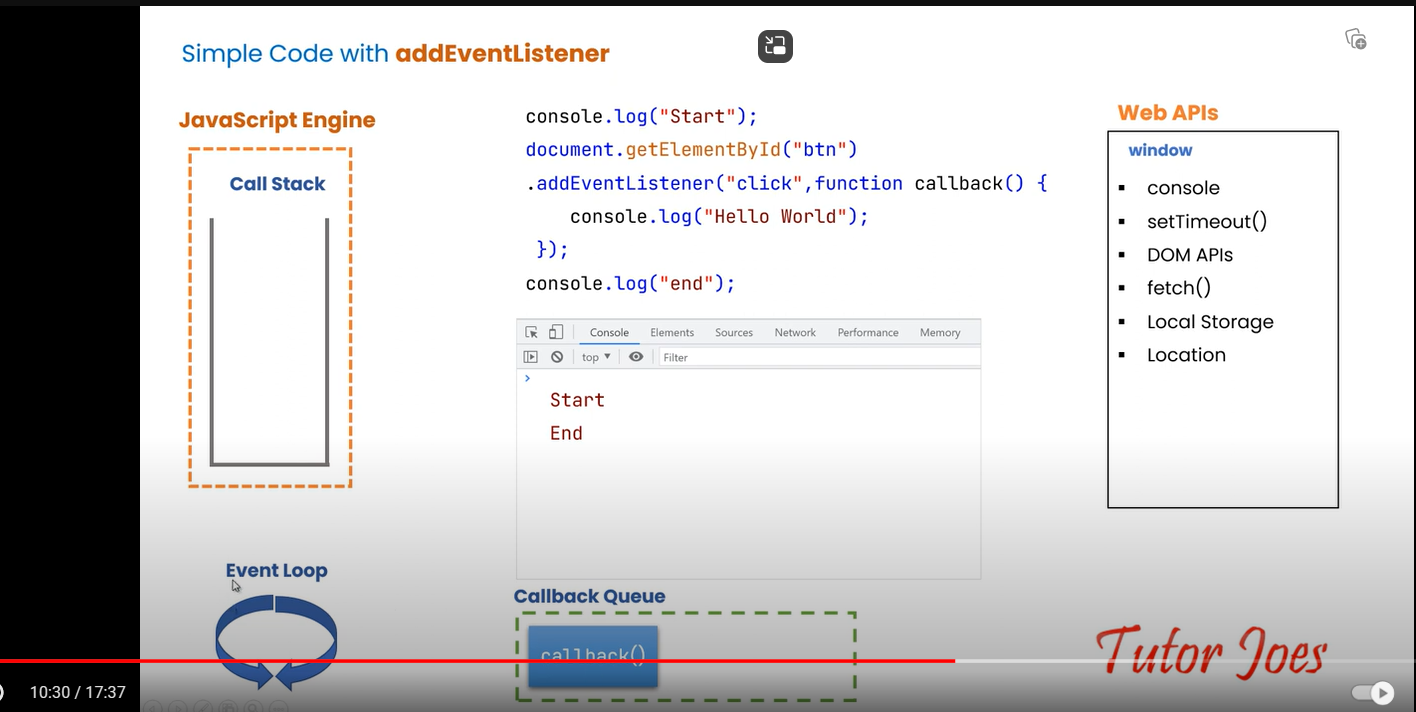 Simple Code with addEventListener
JavaScript Engine
Call Stack
console.log("Start");
document.getElementById("btn")
.addEventListener("click",function callback() {
console.log("Hello World");
});
console.log("end");
Web APIs
window
console
setTimeout()
DOM APIs
fetch()
Local Storage
Location
Console Elements Sources Network Performance Memory
top Filter
Start
End
Event Loop
Callback Queue
callback()
Tutor Joes
10:30 / 17:37